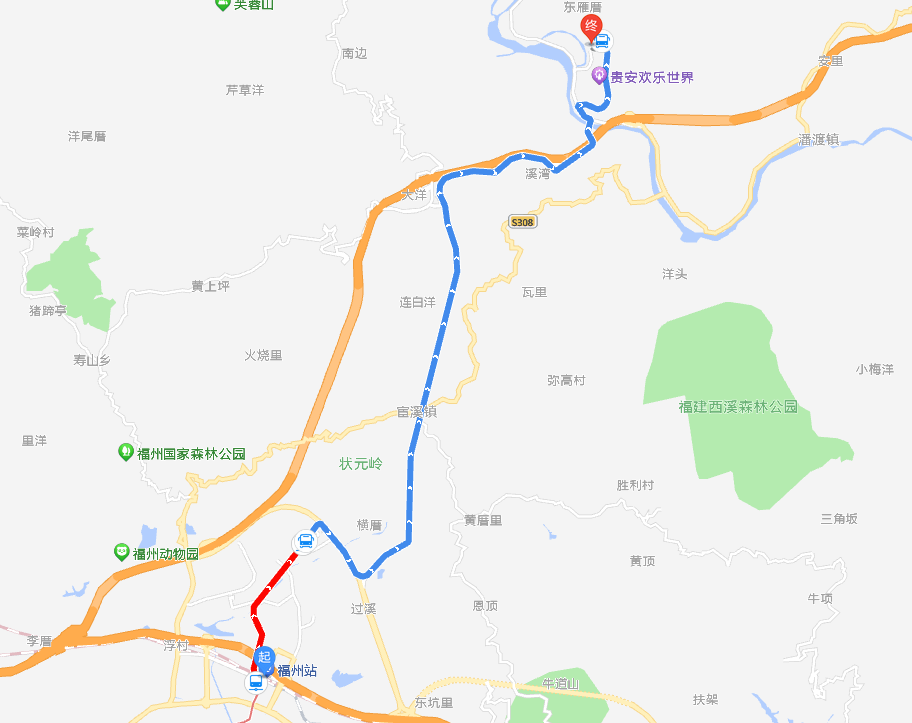 芙蓉山
东雁厝
终
南边
安里
贵安欢乐世界
芹草洋
洋尾厝
潘渡镇
溪湾
大洋
S308
菜岭村
洋头
黄上坪
瓦里
连白洋
猪蹄亭
火烧里
寿山乡
小梅洋
弥高村
宦溪镇
福建西溪森林公园
里洋
福州国家森林公园
状元岭
胜利村
黄厝里
三角垵
横厝
福州动物园
黄顶
牛项
过溪
恩顶
李厝
浮村
起
福州站
牛道山
东坑里
扶架